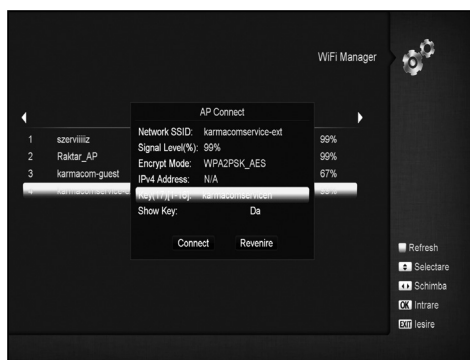 WiFi Manager
AP Connect
Network SSID: karmacomservice-ext
Signal Level(%): 99%
Encrypt Mode: WPA2PSK_AES
IPv4 Address: N/A
Show Key: Da
Connect Revenire
1 szerviiiiz 99%
2 Raktar_AP 99%
3 karmacom-guest 67%
4
Refresh
Selectare
Schimba
OK Intrare
EXIT Iesire